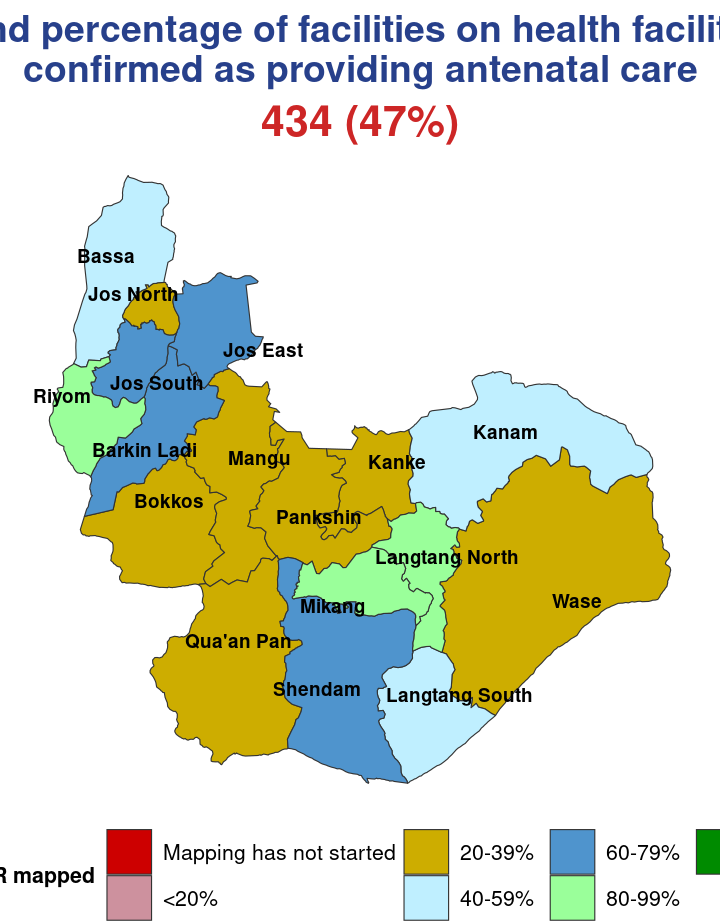 percentage of facilities on health
confirmed as providing antenatal care
434 (47%)
Bassa
Jos North
Jos East
Jos South
Riyom
Kanam
Barkin Ladi
Mangu
Kanke
Bokkos
Pankshin
Langtang North
Mikang
Wase
Qua'an Pan
Shendam
Langtang South
mapped
Mapping has not started
20-39%
60-79%
<20%
40-59%
80-99%